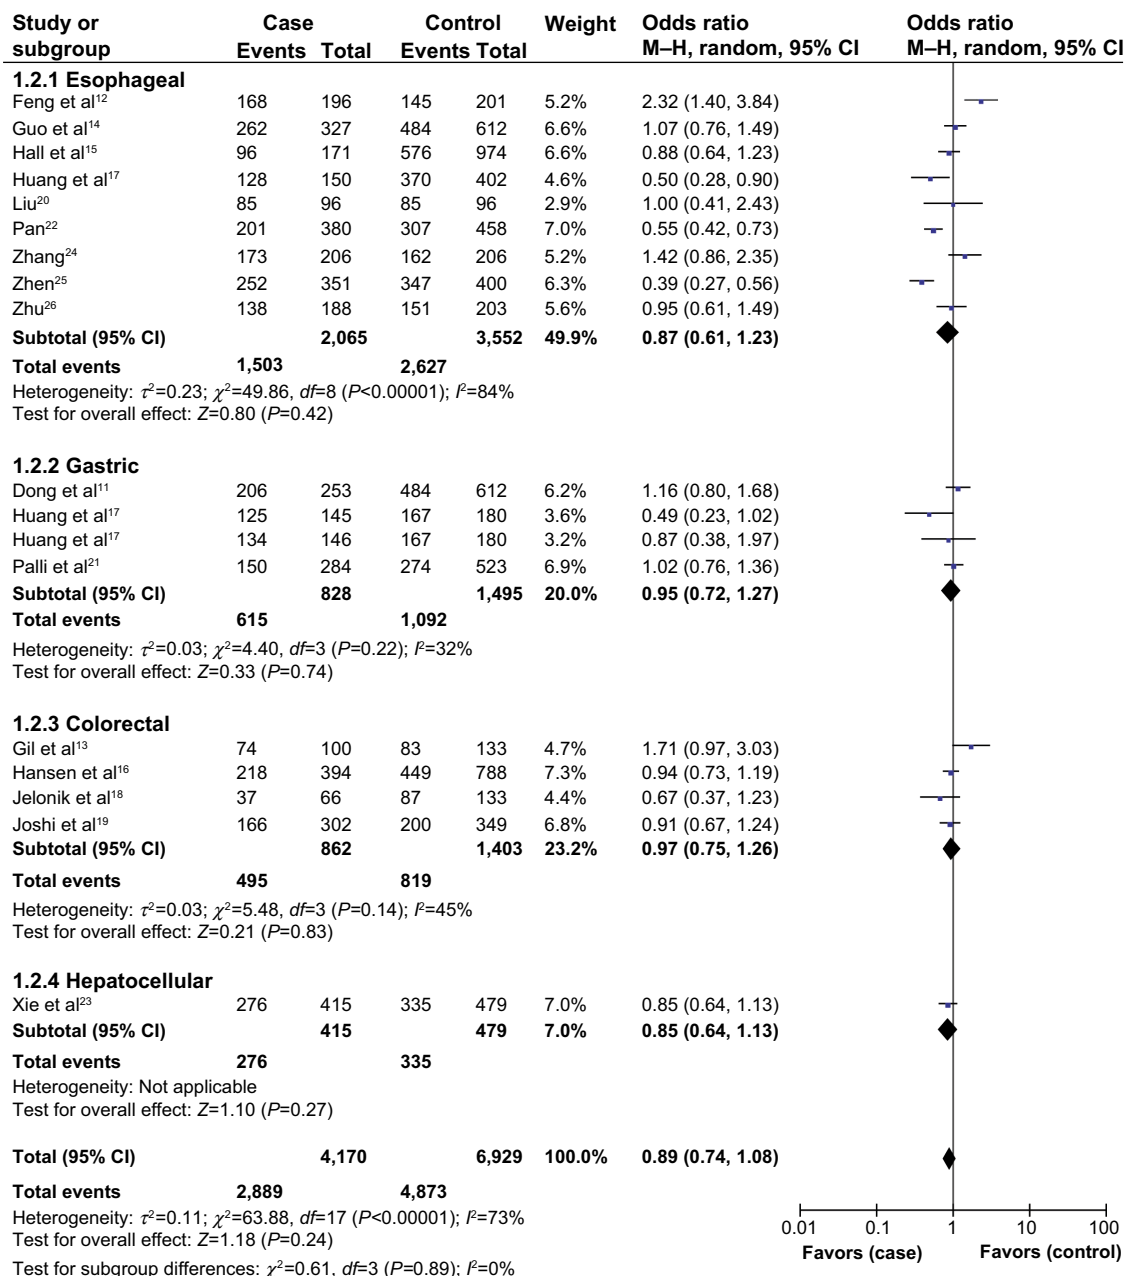 Study or subgroup Case Control Weight Odds ratio Odds ratio
Events Total Events Total M–H, random, 95% CI M–H, random, 95% CI
1.2.1 Esophageal
Feng et al12 168 196 145 201 5.2% 2.32 (1.40, 3.84)
Guo et al14 262 327 484 612 6.6% 1.07 (0.76, 1.49)
Hall et al15 96 171 576 974 6.6% 0.88 (0.64, 1.23)
Huang et al17 128 150 370 402 4.6% 0.50 (0.28, 0.90)
Liu20 85 96 85 96 2.9% 1.00 (0.41, 2.43)
Pan22 201 380 307 458 7.0% 0.55 (0.42, 0.73)
Zhang24 173 206 162 206 5.2% 1.42 (0.86, 2.35)
Zhen25 252 351 347 400 6.3% 0.39 (0.27, 0.56)
Zhu26 138 188 151 203 5.6% 0.95 (0.61, 1.49)
Subtotal (95% CI) 2,065 3,552 49.9% 0.87 (0.61, 1.23)
Total events 1,503 2,627
Heterogeneity: τ²=0.23; χ²=49.86, df=8 (P<0.00001); I²=84%
Test for overall effect: Z=0.80 (P=0.42)
1.2.2 Gastric
Dong et al11 206 253 484 612 6.2% 1.16 (0.80, 1.68)
Huang et al17 125 145 167 180 3.6% 0.49 (0.23, 1.02)
Huang et al17 134 146 167 180 3.2% 0.87 (0.38, 1.97)
Palli et al21 150 284 274 523 6.9% 1.02 (0.76, 1.36)
Subtotal (95% CI) 828 1,495 20.0% 0.95 (0.72, 1.27)
Total events 615 1,092
Heterogeneity: τ²=0.03; χ²=4.40, df=3 (P=0.22); I²=32%
Test for overall effect: Z=0.33 (P=0.74)
1.2.3 Colorectal
Gil et al13 74 100 83 133 4.7% 1.71 (0.97, 3.03)
Hansen et al16 218 394 449 788 7.3% 0.94 (0.73, 1.19)
Jelonik et al18 37 66 87 133 4.4% 0.67 (0.37, 1.23)
Joshi et al19 166 302 200 349 6.8% 0.91 (0.67, 1.24)
Subtotal (95% CI) 862 1,403 23.2% 0.97 (0.75, 1.26)
Total events 495 819
Heterogeneity: τ²=0.03; χ²=5.48, df=3 (P=0.14); I²=45%
Test for overall effect: Z=0.21 (P=0.83)
1.2.4 Hepatocellular
Xie et al23 276 415 335 479 7.0% 0.85 (0.64, 1.13)
Subtotal (95% CI) 415 479 7.0% 0.85 (0.64, 1.13)
Total events 276 335
Heterogeneity: Not applicable
Test for overall effect: Z=1.10 (P=0.27)
Total (95% CI) 4,170 6,929 100.0% 0.89 (0.74, 1.08)
Total events 2,889 4,873
Heterogeneity: τ²=0.11; χ²=63.88, df=17 (P<0.00001); I²=73%
Test for overall effect: Z=1.18 (P=0.24)
Test for subgroup differences: χ²=0.61, df=3 (P=0.89); I²=0%
0.01 0.1 1 10 100
Favors (case) Favors (control)